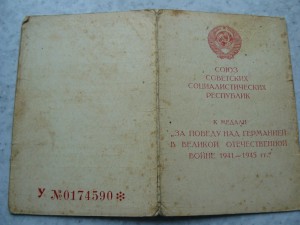 СОЮЗ
СОВЕТСКИХ
СОЦИАЛИСТИЧЕСКИХ
РЕСПУБЛИК
К МЕДАЛИ
„ЗА ПОБЕДУ НАД ГЕРМАНИЕЙ
В ВЕЛИКОЙ ОТЕЧЕСТВЕННОЙ
ВОЙНЕ 1941—1945 гг."
У №0174590*